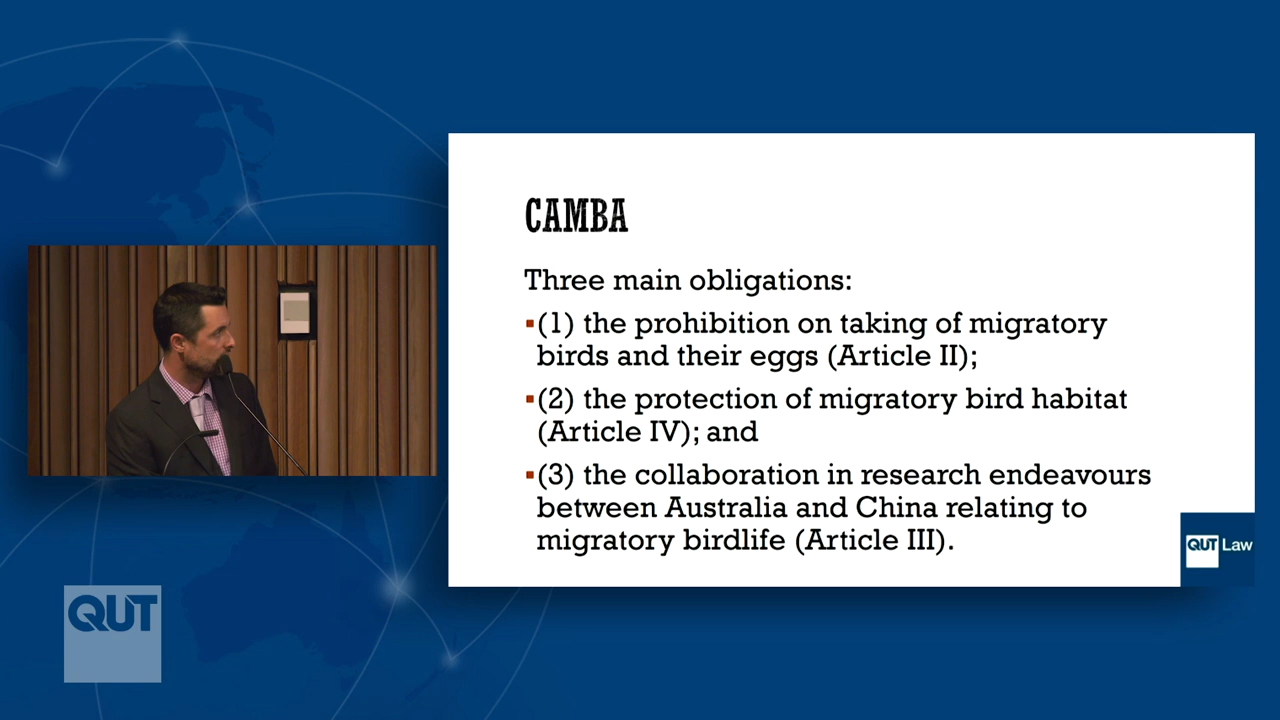 CAMBA
Three main obligations:
▪(1) the prohibition on taking of migratory
birds and their eggs (Article II);
▪(2) the protection of migratory bird habitat
(Article IV); and
▪(3) the collaboration in research endeavours
between Australia and China relating to
migratory birdlife (Article III).
QUT Law
QUT